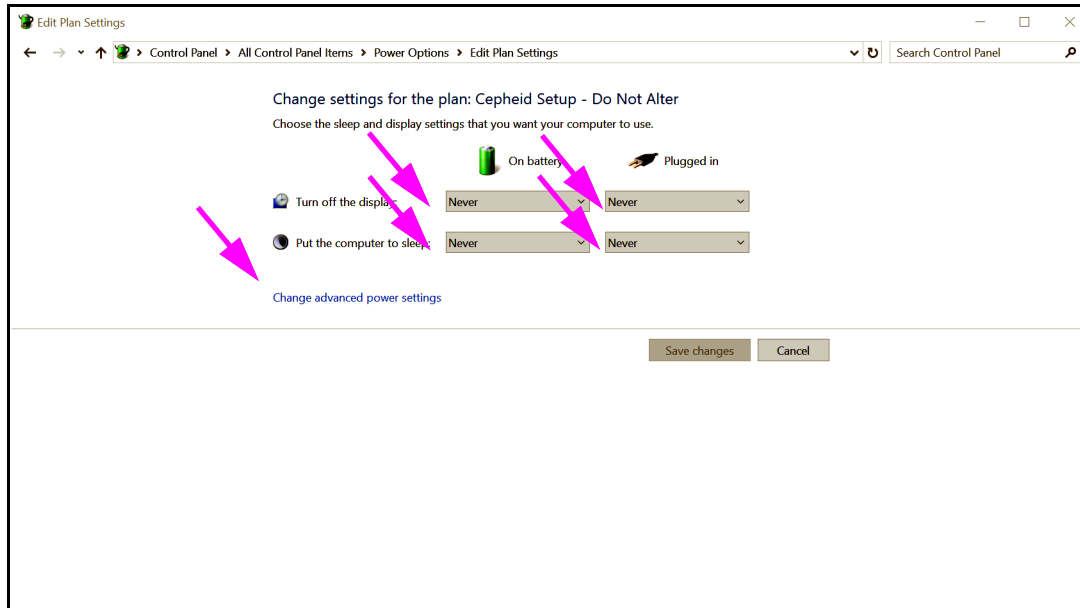 Edit Plan Settings
Control Panel > All Control Panel Items > Power Options > Edit Plan Settings
Search Control Panel
Change settings for the plan: Cepheid Setup - Do Not Alter
Choose the sleep and display settings that you want your computer to use.
On battery Plugged in
Turn off the display: Never Never
Put the computer to sleep: Never Never
Change advanced power settings
Save changes Cancel